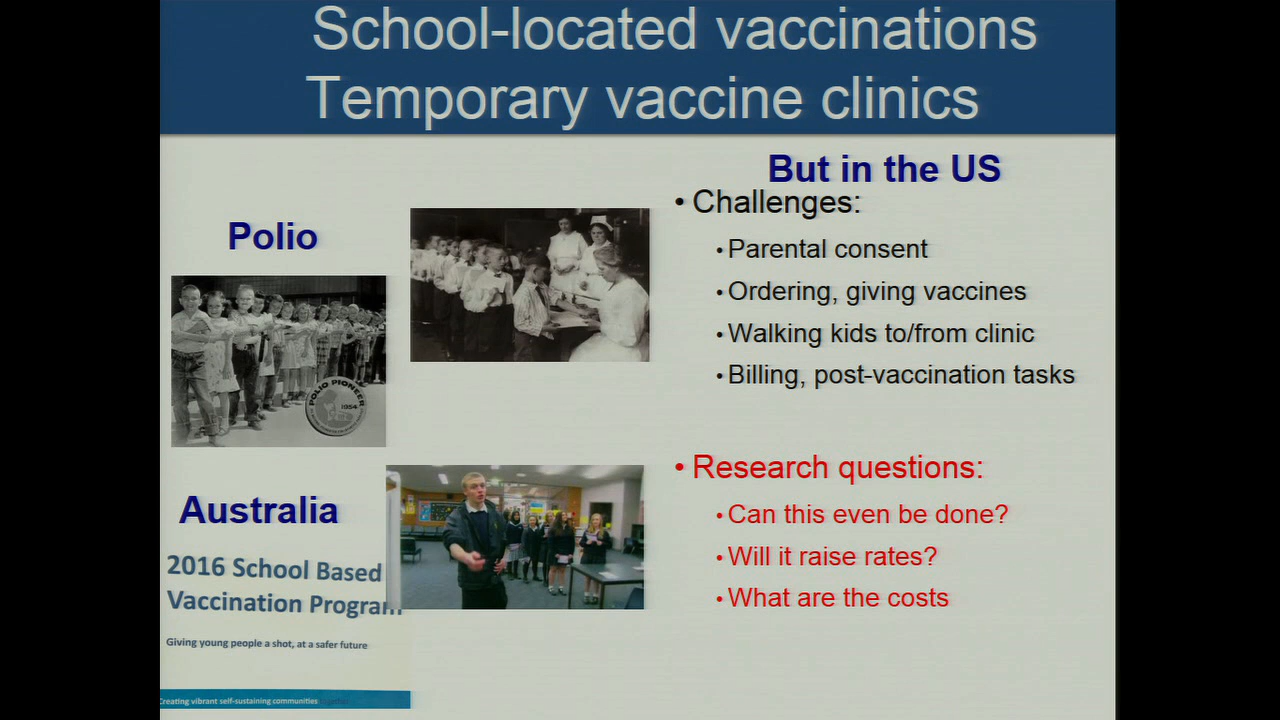 School-located vaccinations
Temporary vaccine clinics
Polio
POLIO PIONEER
1954
Australia
2016 School Based
Vaccination Program
Giving young people a shot, at a safer future
Creating vibrant self-sustaining communities together
But in the US
• Challenges:
• Parental consent
• Ordering, giving vaccines
• Walking kids to/from clinic
• Billing, post-vaccination tasks
• Research questions:
• Can this even be done?
• Will it raise rates?
• What are the costs